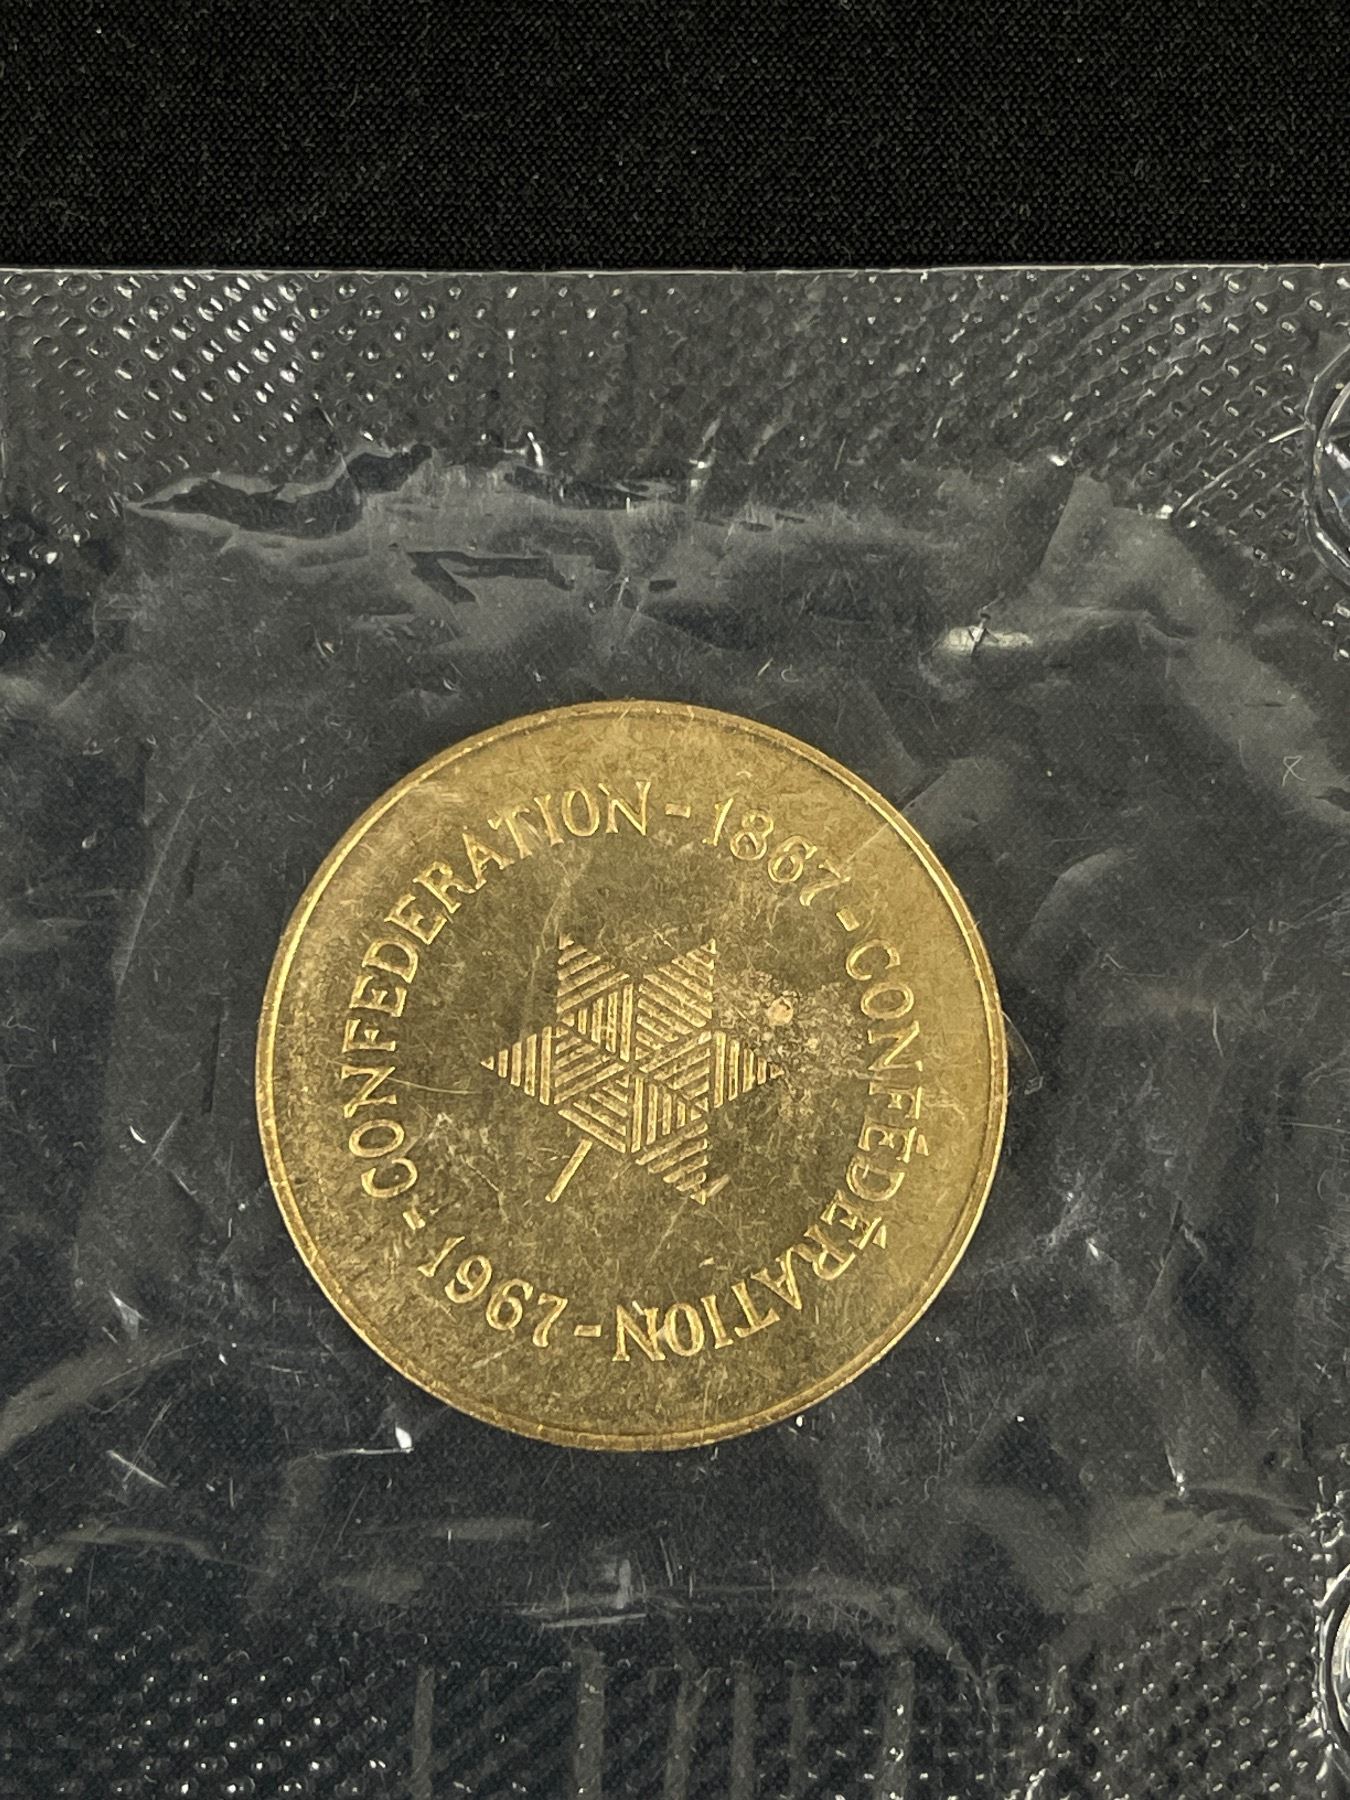 CONFEDERATION - 1867 - CONFÉDÉRATION - 1967 -